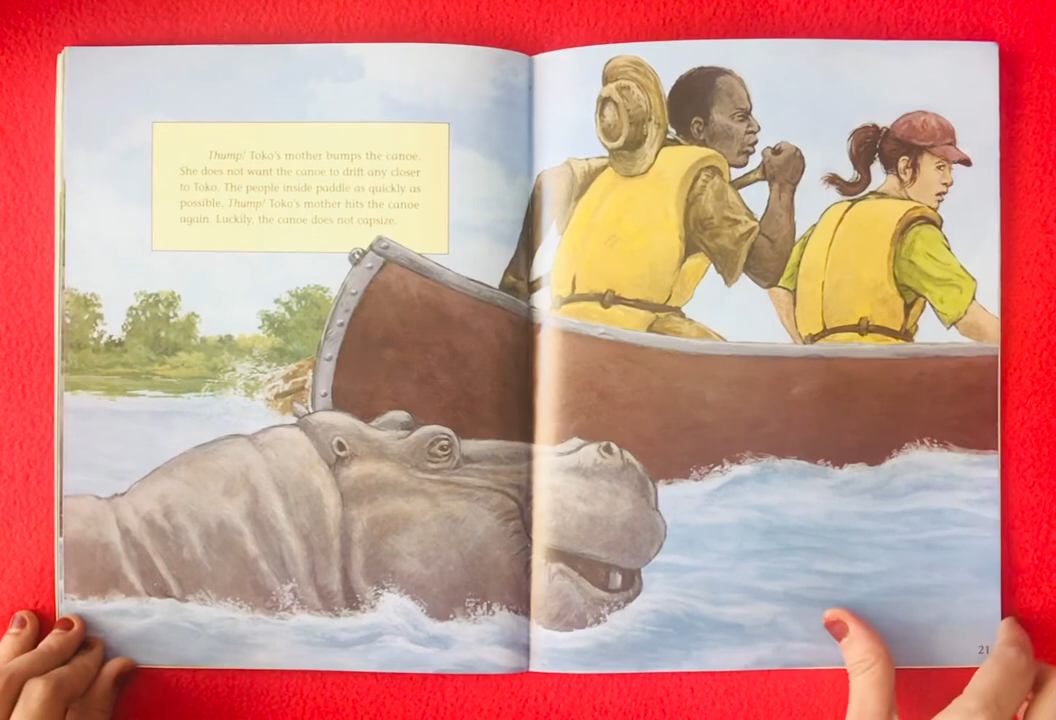 Thump! Toko's mother bumps the canoe.
She does not want the canoe to drift any closer
to Toko. The people inside paddle as quickly as
possible. Thump! Toko's mother hits the canoe
again. Luckily, the canoe does not capsize.
21